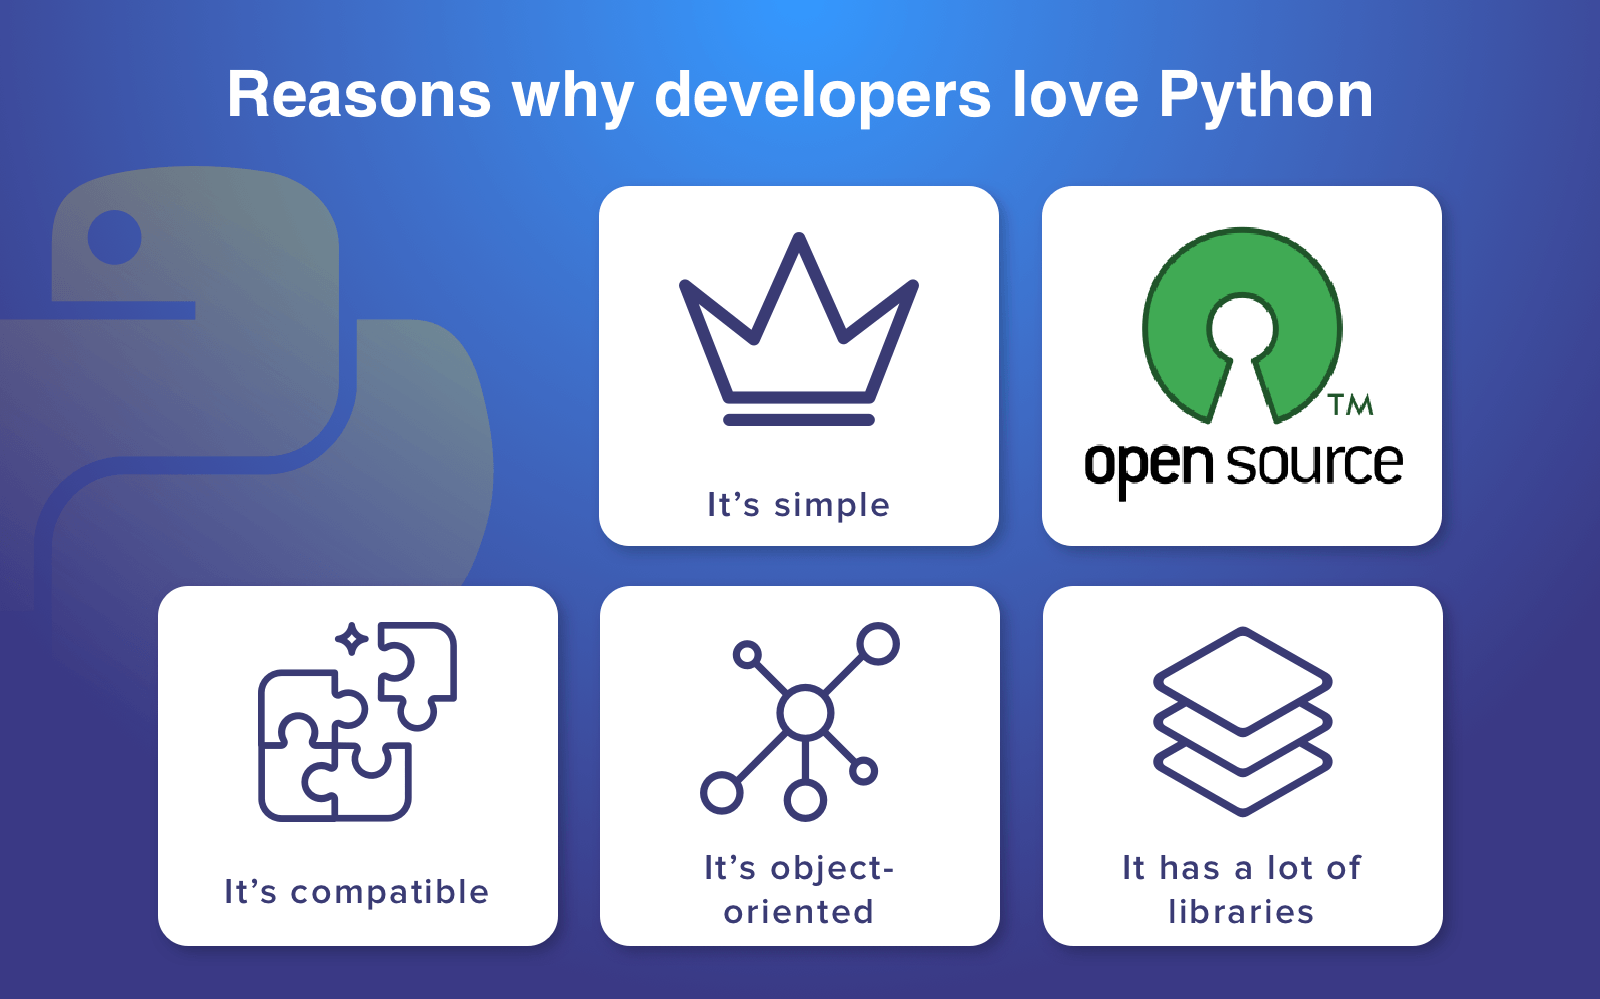 Reasons why developers love Python
It’s simple
TM
open source
It’s compatible
It’s object-
oriented
It has a lot of
libraries